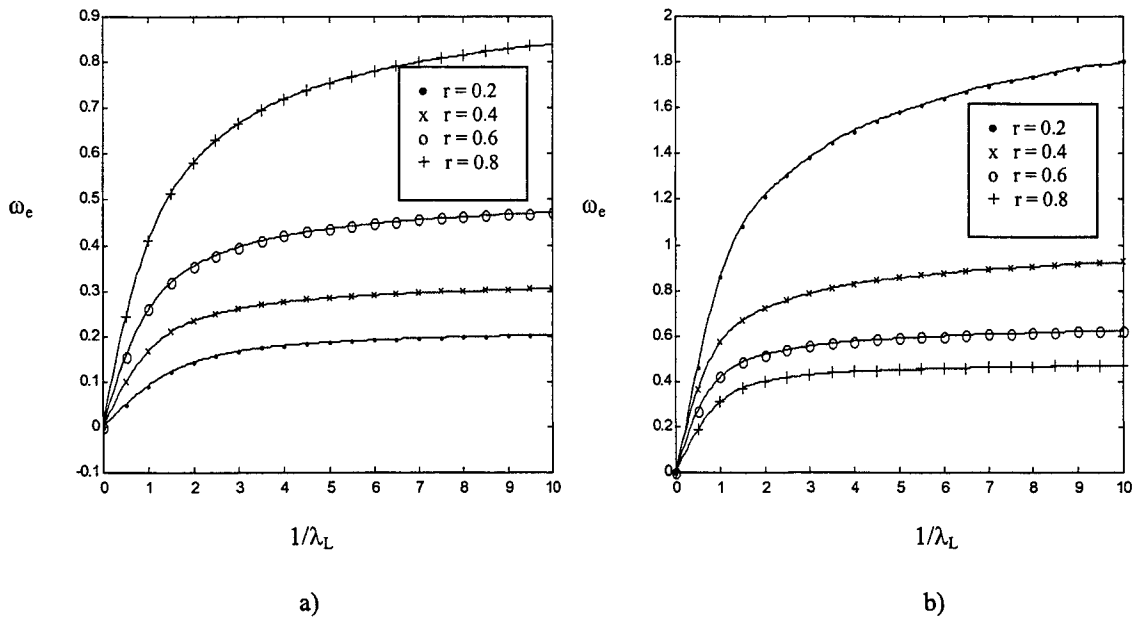 0.9
0.8
0.7
0.6
0.5
0.4
0.3
0.2
0.1
0
-0.1
ωe
0 1 2 3 4 5 6 7 8 9 10
1/λL
• r = 0.2
x r = 0.4
o r = 0.6
+ r = 0.8
a)
2
1.8
1.6
1.4
1.2
1
0.8
0.6
0.4
0.2
0
ωe
0 1 2 3 4 5 6 7 8 9 10
1/λL
• r = 0.2
x r = 0.4
o r = 0.6
+ r = 0.8
b)